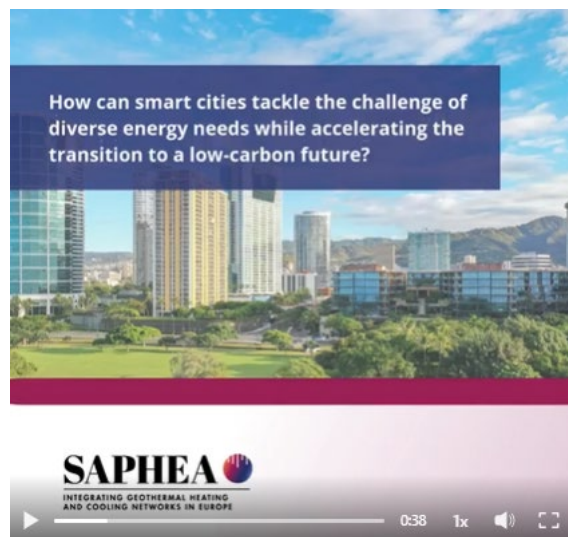 How can smart cities tackle the challenge of
diverse energy needs while accelerating the
transition to a low-carbon future?
SAPHEA
INTEGRATING GEOTHERMAL HEATING
AND COOLING NETWORKS IN EUROPE
0:38 1x